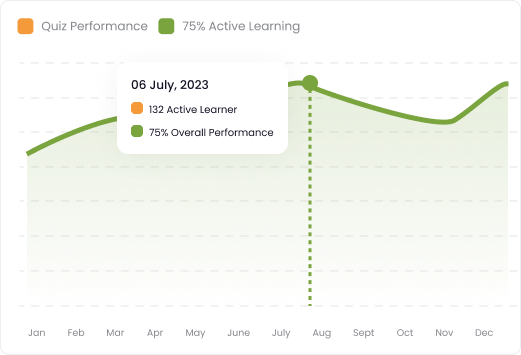 Quiz Performance 75% Active Learning
06 July, 2023
132 Active Learner
75% Overall Performance
Jan Feb Mar Apr May June July Aug Sept Oct Nov Dec